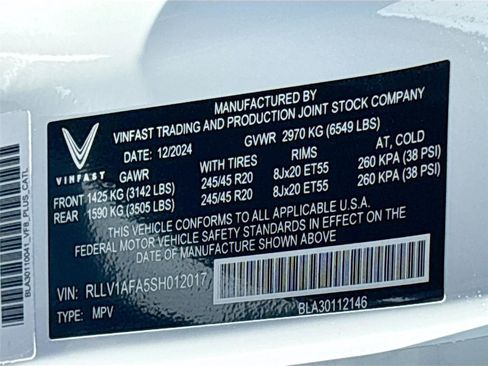 MANUFACTURED BY
VINFAST TRADING AND PRODUCTION JOINT STOCK COMPANY
DATE: 12/2024 GVWR 2970 KG (6549 LBS)
VINFAST
GAWR WITH TIRES RIMS AT, COLD
FRONT 1425 KG (3142 LBS) 245/45 R20 8Jx20 ET55 260 KPA (38 PSI)
REAR 1590 KG (3505 LBS) 245/45 R20 8Jx20 ET55 260 KPA (38 PSI)
THIS VEHICLE CONFORMS TO ALL APPLICABLE U.S.A.
FEDERAL MOTOR VEHICLE SAFETY STANDARDS IN EFFECT ON THE
DATE OF MANUFACTURE SHOWN ABOVE.
VIN: RLLV1AFA5SH012017
TYPE: MPV
BLA30112146
BLA30110041_VF8_PLUS_CATL